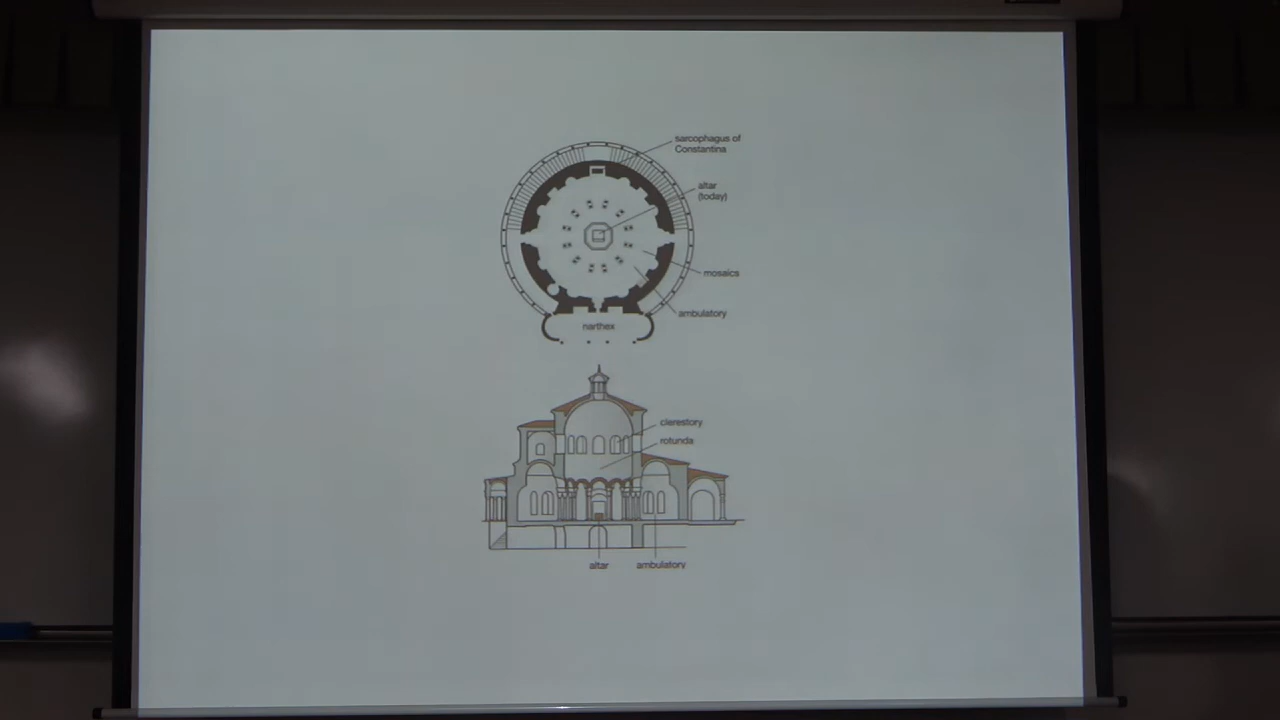 sarcophagus of
Constantina
altar
(today)
mosaics
ambulatory
narthex
clerestory
rotunda
altar
ambulatory